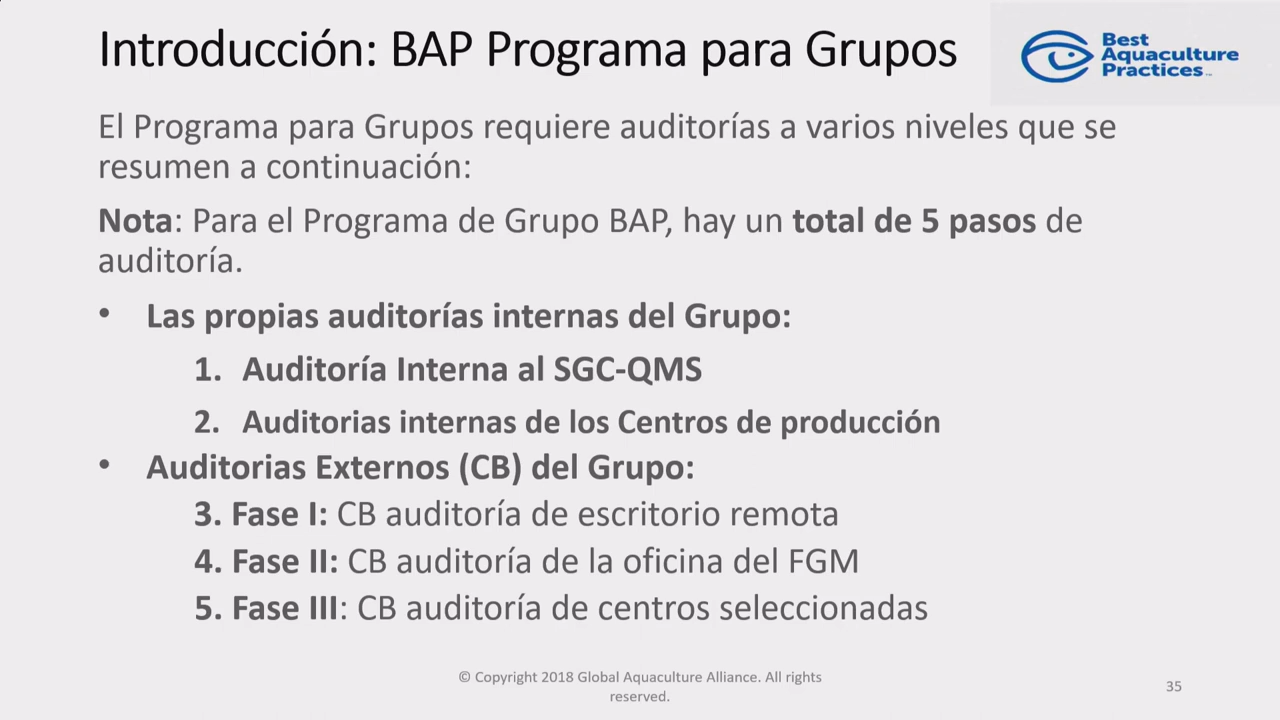 Introducción: BAP Programa para Grupos
Best
Aquaculture
Practices™
El Programa para Grupos requiere auditorías a varios niveles que se
resumen a continuación:
Nota: Para el Programa de Grupo BAP, hay un total de 5 pasos de
auditoría.
• Las propias auditorías internas del Grupo:
1. Auditoría Interna al SGC-QMS
2. Auditorias internas de los Centros de producción
• Auditorias Externos (CB) del Grupo:
3. Fase I: CB auditoría de escritorio remota
4. Fase II: CB auditoría de la oficina del FGM
5. Fase III: CB auditoría de centros seleccionadas
© Copyright 2018 Global Aquaculture Alliance. All rights
reserved.
35